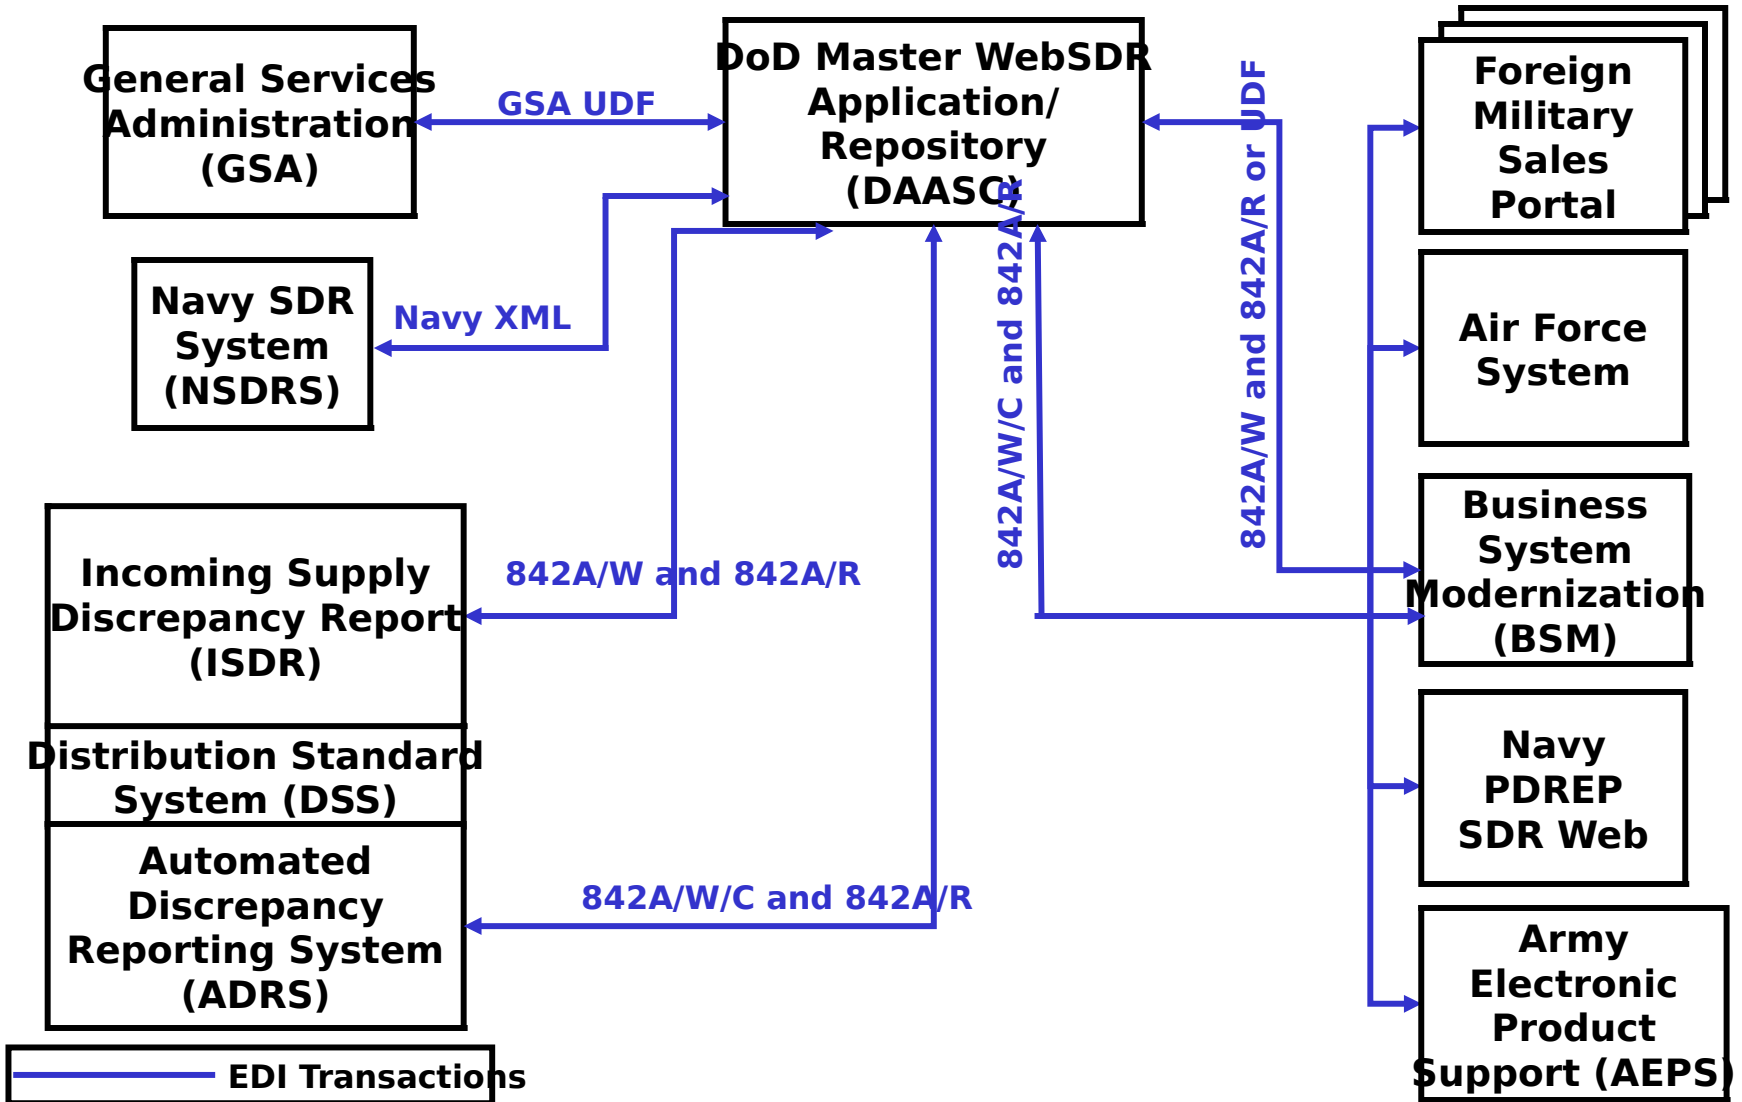 General Services
Administration
(GSA)
GSA UDF
DoD Master WebSDR
Application/
Repository
(DAASC)
842A/W and 842A/R or UDF
842A/W/C and 842A/R
Foreign
Military
Sales
Portal
Navy SDR
System
(NSDRS)
Navy XML
Air Force
System
Incoming Supply
Discrepancy Report
(ISDR)
842A/W and 842A/R
Business
System
Modernization
(BSM)
Distribution Standard
System (DSS)
Navy
PDREP
SDR Web
Automated
Discrepancy
Reporting System
(ADRS)
842A/W/C and 842A/R
Army
Electronic
Product
Support (AEPS)
EDI Transactions